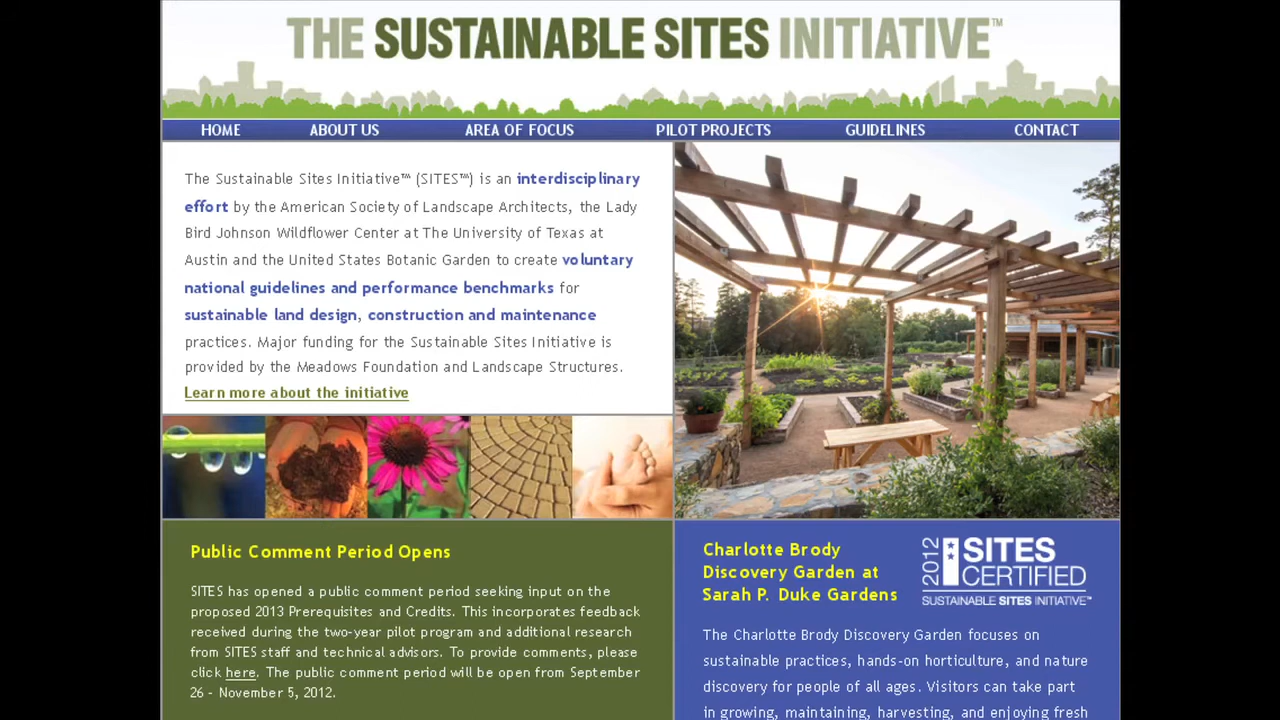 THE SUSTAINABLE SITES INITIATIVE™
HOME ABOUT US AREA OF FOCUS PILOT PROJECTS GUIDELINES CONTACT
The Sustainable Sites Initiative™ (SITES™) is an interdisciplinary
effort by the American Society of Landscape Architects, the Lady
Bird Johnson Wildflower Center at The University of Texas at
Austin and the United States Botanic Garden to create voluntary
national guidelines and performance benchmarks for
sustainable land design, construction and maintenance
practices. Major funding for the Sustainable Sites Initiative is
provided by the Meadows Foundation and Landscape Structures.
Learn more about the initiative
Public Comment Period Opens
SITES has opened a public comment period seeking input on the
proposed 2013 Prerequisites and Credits. This incorporates feedback
received during the two-year pilot program and additional research
from SITES staff and technical advisors. To provide comments, please
click here. The public comment period will be open from September
26 - November 5, 2012.
Charlotte Brody
Discovery Garden at
Sarah P. Duke Gardens
2012
SITES
CERTIFIED
SUSTAINABLE SITES INITIATIVE™
The Charlotte Brody Discovery Garden focuses on
sustainable practices, hands-on horticulture, and nature
discovery for people of all ages. Visitors can take part
in growing, maintaining, harvesting, and enjoying fresh